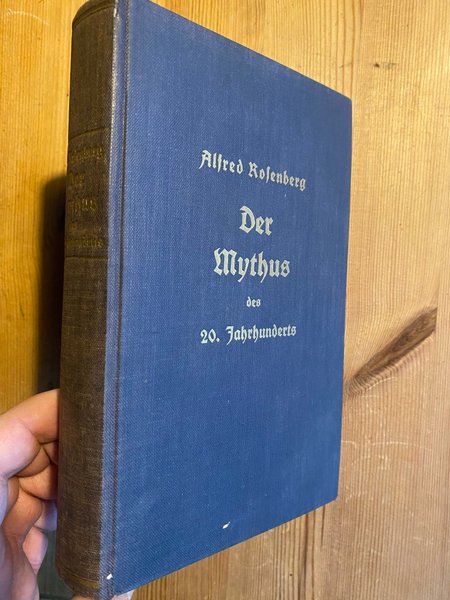 Alfred Rosenberg
Der
Mythus
des
20. Jahrhunderts